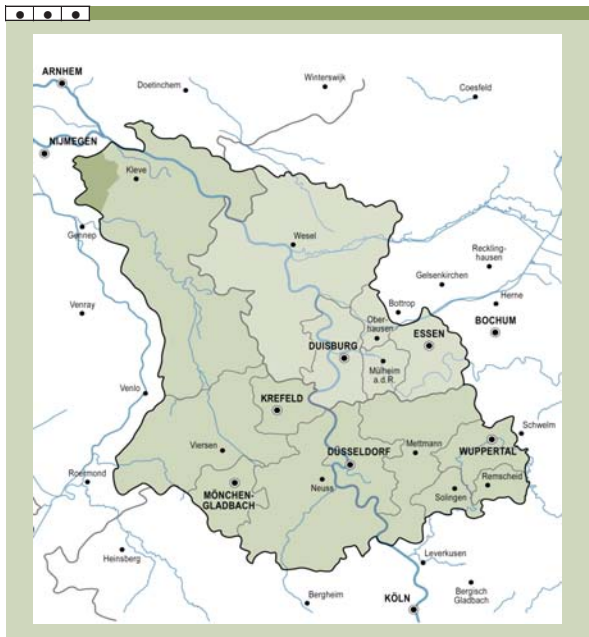 ARNHEM
Doetinchem
Winterswijk
Coesfeld
NIJMEGEN
Kleve
Gennep
Wesel
Reckling-
hausen
Gelsenkirchen
Venray
Bottrop
Herne
Ober-
hausen
BOCHUM
ESSEN
DUISBURG
Mülheim
a.d.R.
Venlo
KREFELD
Schwelm
Viersen
Mettmann
DÜSSELDORF
WUPPERTAL
Roermond
Remscheid
Neuss
MÖNCHEN-
GLADBACH
Solingen
Heinsberg
Leverkusen
Bergisch
Gladbach
Bergheim
KÖLN